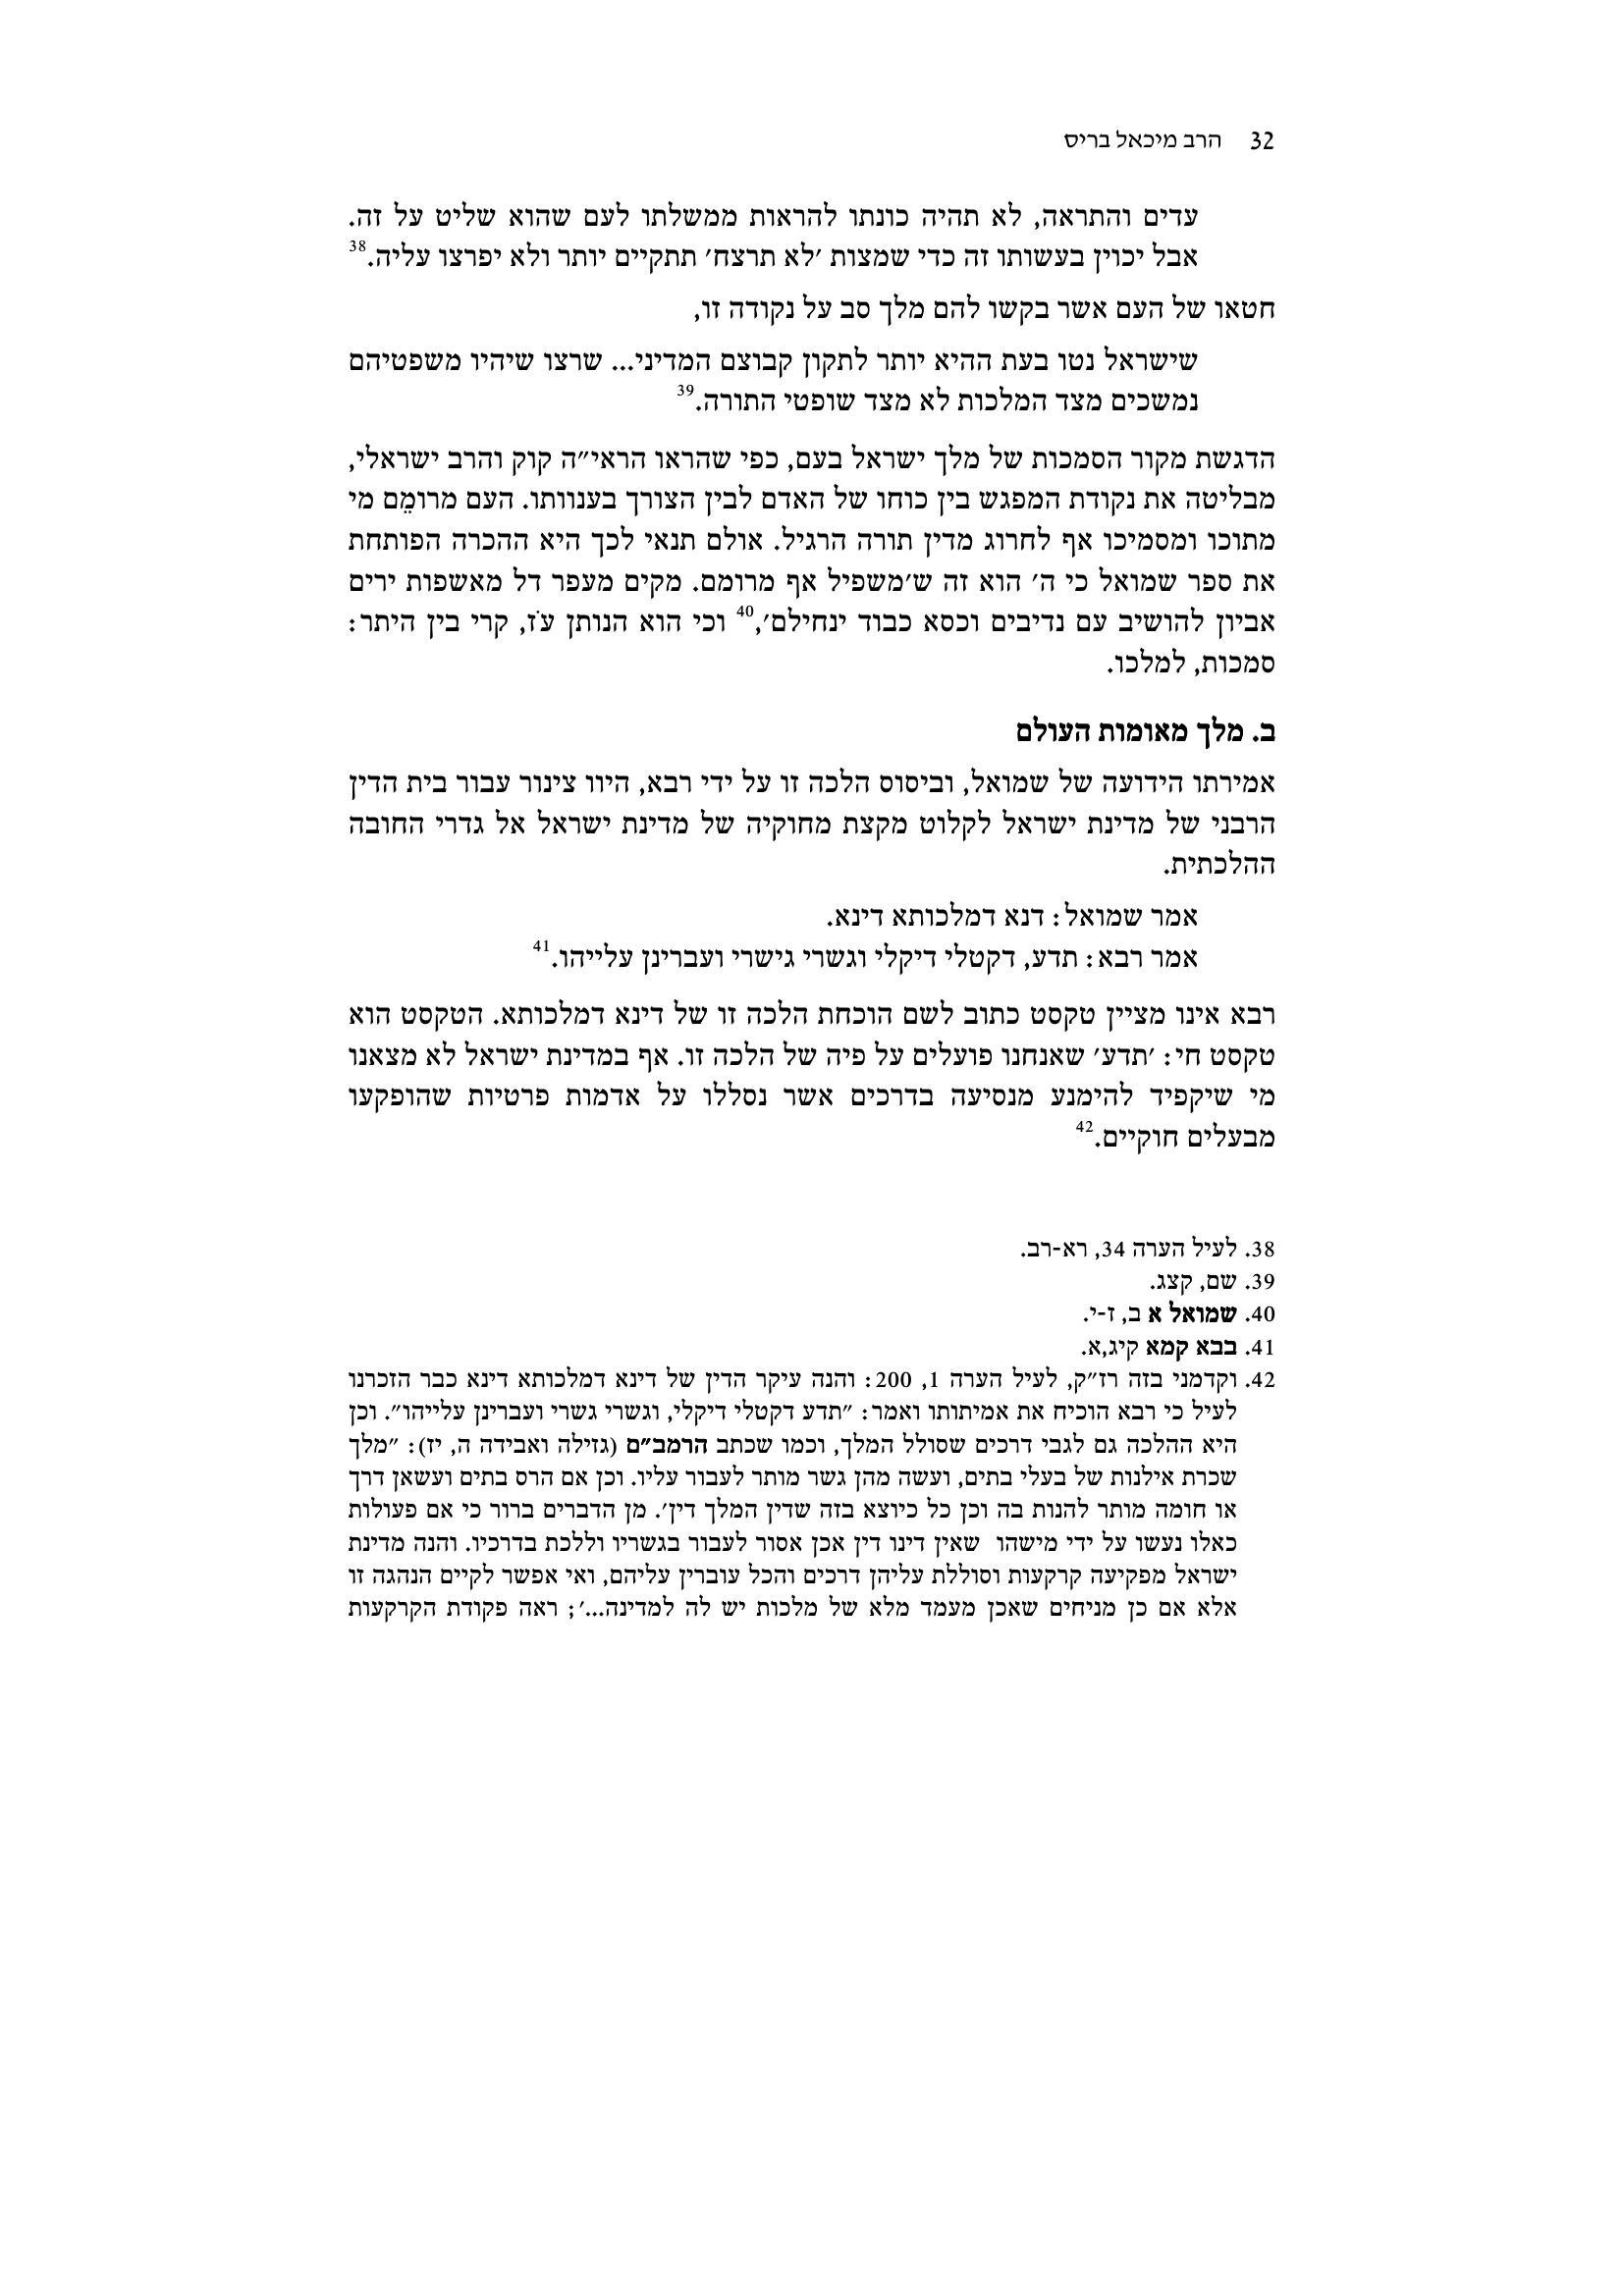 32 הרב מיכאל בריס
עדים והתראה, לא תהיה כונתו להראות ממשלתו לעם שהוא שליט על זה.
אבל יכוין בעשותו זה כדי שמצות 'לא תרצח' תתקיים יותר ולא יפרצו עליה.38
חטאו של העם אשר בקשו להם מלך סב על נקודה זו,
שישראל נטו בעת ההיא יותר לתקון קבוצם המדיני... שרצו שיהיו משפטיהם
נמשכים מצד המלכות לא מצד שופטי התורה.39
הדגשת מקור הסמכות של מלך ישראל בעם, כפי שהראו הראי״ה קוק והרב ישראלי,
מבליטה את נקודת המפגש בין כוחו של האדם לבין הצורך בענוותו. העם מרומֵם מי
מתוכו ומסמיכו אף לחרוג מדין תורה הרגיל. אולם תנאי לכך היא ההכרה הפותחת
את ספר שמואל כי ה' הוא זה ש'משפיל אף מרומם. מקים מעפר דל מאשפות ירים
אביון להושיב עם נדיבים וכסא כבוד ינחילם',40 וכי הוא הנותן עֹז, קרי בין היתר:
סמכות, למלכו.
ב. מלך מאומות העולם
אמירתו הידועה של שמואל, וביסוס הלכה זו על ידי רבא, היוו צינור עבור בית הדין
הרבני של מדינת ישראל לקלוט מקצת מחוקיה של מדינת ישראל אל גדרי החובה
ההלכתית.
אמר שמואל: דנא דמלכותא דינא.
אמר רבא: תדע, דקטלי דיקלי וגשרי גישרי ועברינן עלייהו.41
רבא אינו מציין טקסט כתוב לשם הוכחת הלכה זו של דינא דמלכותא. הטקסט הוא
טקסט חי: 'תדע' שאנחנו פועלים על פיה של הלכה זו. אף במדינת ישראל לא מצאנו
מי שיקפיד להימנע מנסיעה בדרכים אשר נסללו על אדמות פרטיות שהופקעו
מבעלים חוקיים.42
38. לעיל הערה 34, רא-רב.
39. שם, קצג.
40. שמואל א ב, ז-י.
41. בבא קמא קיג,א.
42. וקדמני בזה רז״ק, לעיל הערה 1, 200: והנה עיקר הדין של דינא דמלכותא דינא כבר הזכרנו
לעיל כי רבא הוכיח את אמיתותו ואמר: ״תדע דקטלי דיקלי, וגשרי גשרי ועברינן עלייהו״. וכן
היא ההלכה גם לגבי דרכים שסולל המלך, וכמו שכתב הרמב״ם (גזילה ואבידה ה, יז): ״מלך
שכרת אילנות של בעלי בתים, ועשה מהן גשר מותר לעבור עליו. וכן אם הרס בתים ועשאן דרך
או חומה מותר להנות בה וכן כל כיוצא בזה שדין המלך דין'. מן הדברים ברור כי אם פעולות
כאלו נעשו על ידי מישהו שאין דינו דין אכן אסור לעבור בגשריו וללכת בדרכיו. והנה מדינת
ישראל מפקיעה קרקעות וסוללת עליהן דרכים והכל עוברין עליהם, ואי אפשר לקיים הנהגה זו
אלא אם כן מניחים שאכן מעמד מלא של מלכות יש לה למדינה...'; ראה פקודת הקרקעות